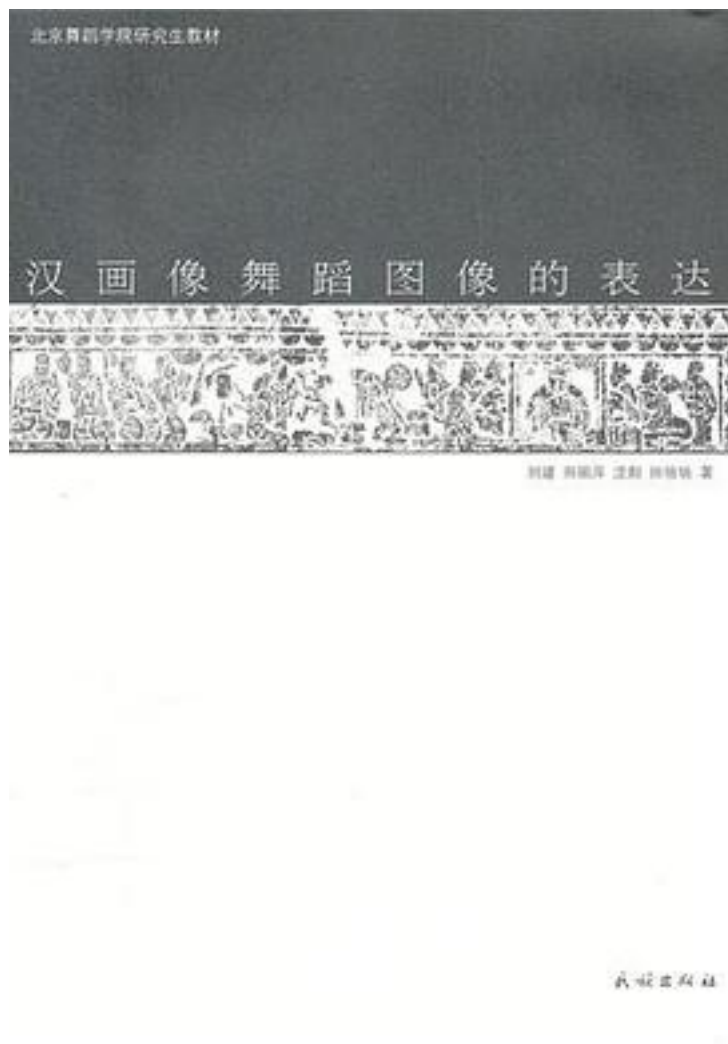 北京舞蹈学院研究生教材
汉画像舞蹈图像的表达
著
民族出版社